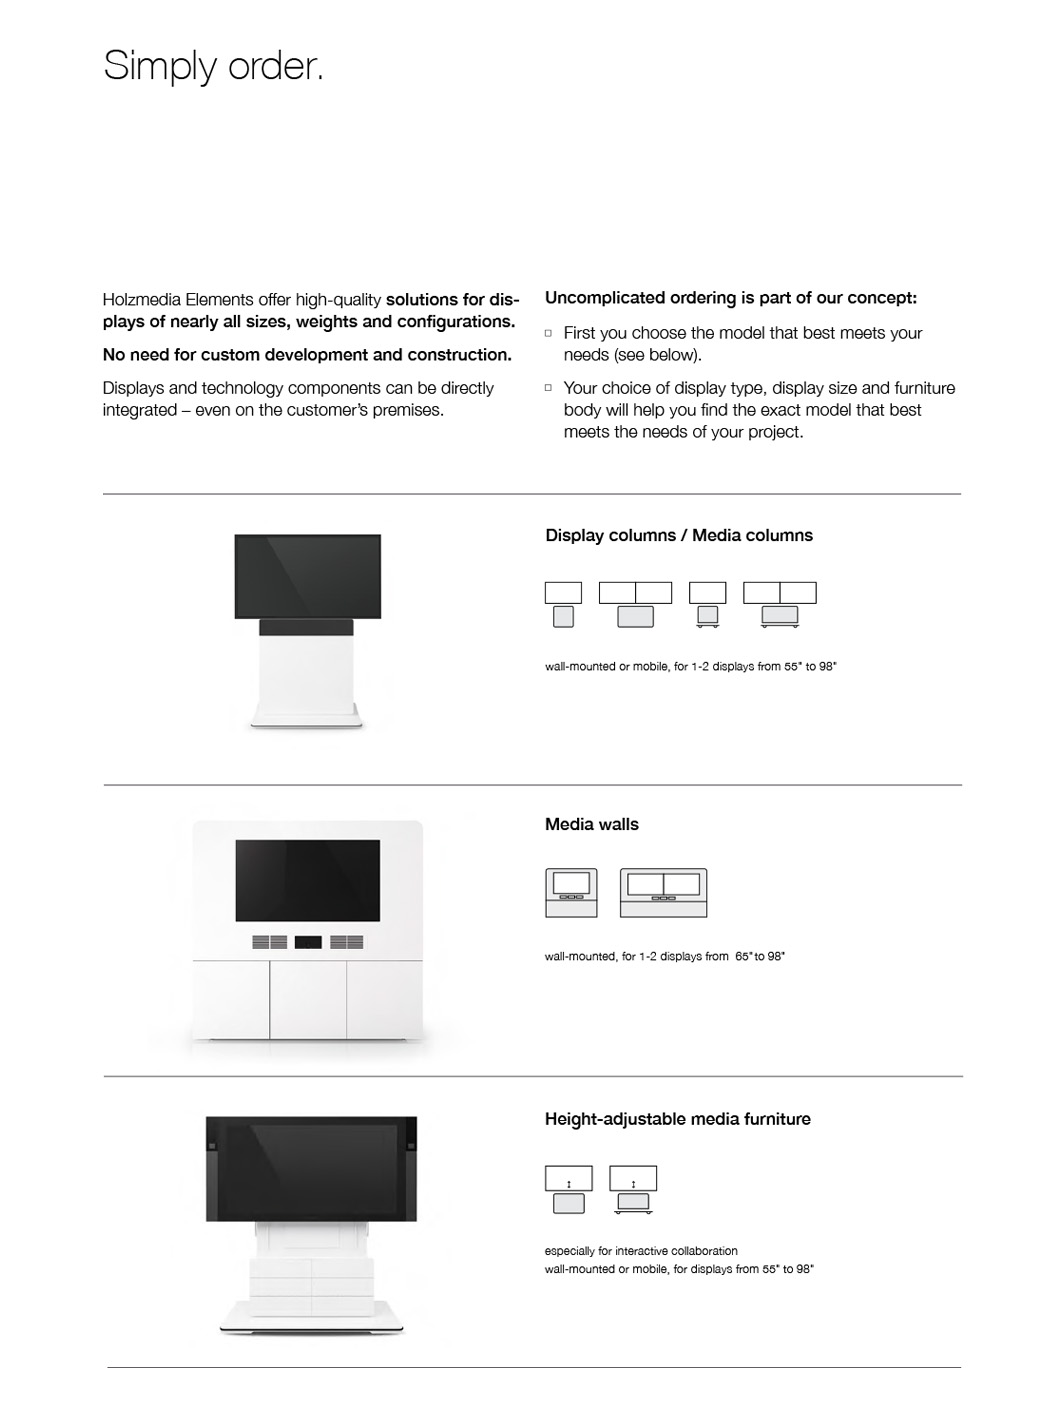 Simply order.
Holzmedia Elements offer high-quality solutions for dis-
plays of nearly all sizes, weights and configurations.
No need for custom development and construction.
Displays and technology components can be directly
integrated – even on the customer’s premises.
Uncomplicated ordering is part of our concept:
First you choose the model that best meets your
needs (see below).
Your choice of display type, display size and furniture
body will help you find the exact model that best
meets the needs of your project.
Display columns / Media columns
wall-mounted or mobile, for 1-2 displays from 55" to 98"
Media walls
wall-mounted, for 1-2 displays from 65" to 98"
Height-adjustable media furniture
especially for interactive collaboration
wall-mounted or mobile, for displays from 55" to 98"